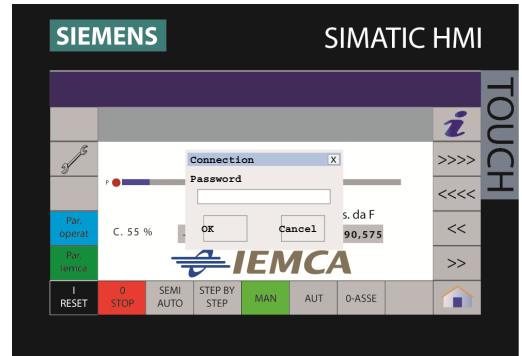 SIEMENS
SIMATIC HMI
TOUCH
i
>>>>
Connection X
Password
P
<<<<
Par.
operat
C. 55 %
OK
Cancel
s. da F
90,575
<<
Par.
Iemca
IEMCA
>>
I
RESET
0
STOP
SEMI
AUTO
STEP BY
STEP
MAN
AUT
0-ASSE